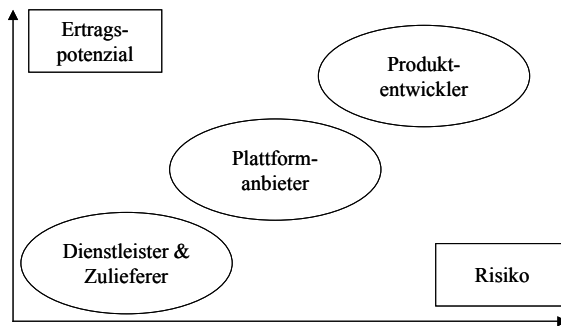 Ertrags-
potenzial
Produkt-
entwickler
Plattform-
anbieter
Dienstleister &
Zulieferer
Risiko